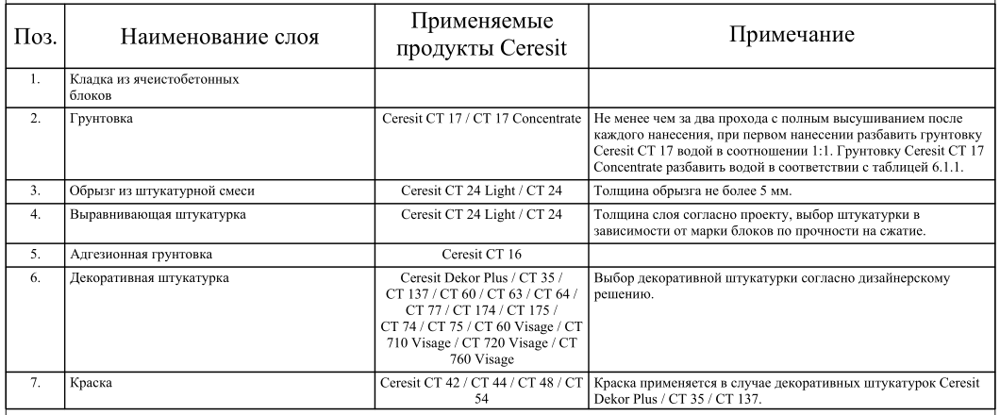 Поз.
Наименование слоя
Применяемые
продукты Ceresit
Примечание
1.
Кладка из ячеистобетонных
блоков
2.
Грунтовка
Ceresit CT 17 / CT 17 Concentrate
Не менее чем за два прохода с полным высушиванием после
каждого нанесения, при первом нанесении разбавить грунтовку
Ceresit CT 17 водой в соотношении 1:1. Грунтовку Ceresit CT 17
Concentrate разбавить водой в соответствии с таблицей 6.1.1.
3.
Обрызг из штукатурной смеси
Ceresit CT 24 Light / CT 24
Толщина обрызга не более 5 мм.
4.
Выравнивающая штукатурка
Ceresit CT 24 Light / CT 24
Толщина слоя согласно проекту, выбор штукатурки в
зависимости от марки блоков по прочности на сжатие.
5.
Адгезионная грунтовка
Ceresit CT 16
6.
Декоративная штукатурка
Ceresit Dekor Plus / CT 35 /
CT 137 / CT 60 / CT 63 / CT 64 /
CT 77 / CT 174 / CT 175 /
CT 74 / CT 75 / CT 60 Visage / CT
710 Visage / CT 720 Visage / CT
760 Visage
Выбор декоративной штукатурки согласно дизайнерскому
решению.
7.
Краска
Ceresit CT 42 / CT 44 / CT 48 / CT
54
Краска применяется в случае декоративных штукатурок Ceresit
Dekor Plus / CT 35 / CT 137.